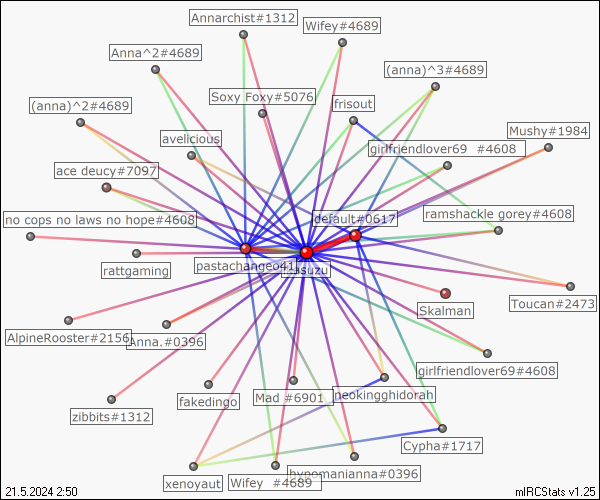 Annarchist#1312
Wifey#4689
Anna^2#4689
(anna)^3#4689
Soxy Foxy#5076
frisout
(anna)^2#4689
Mushy#1984
avelicious
girlfriendlover69 #4608
ace deucy#7097
default#0617
ramshackle gorey#4608
no cops no laws no hope#4608
pastachangeo41
rattgaming
Skalman
Toucan#2473
AlpineRooster#2156
Anna.#0396
girlfriendlover69#4608
fakedingo
Mad #6901
neokingghidorah
zibbits#1312
Cypha#1717
xenoyaut
Wifey #4689
hypomanianna#0396
21.5.2024 2:50
mIRCStats v1.25